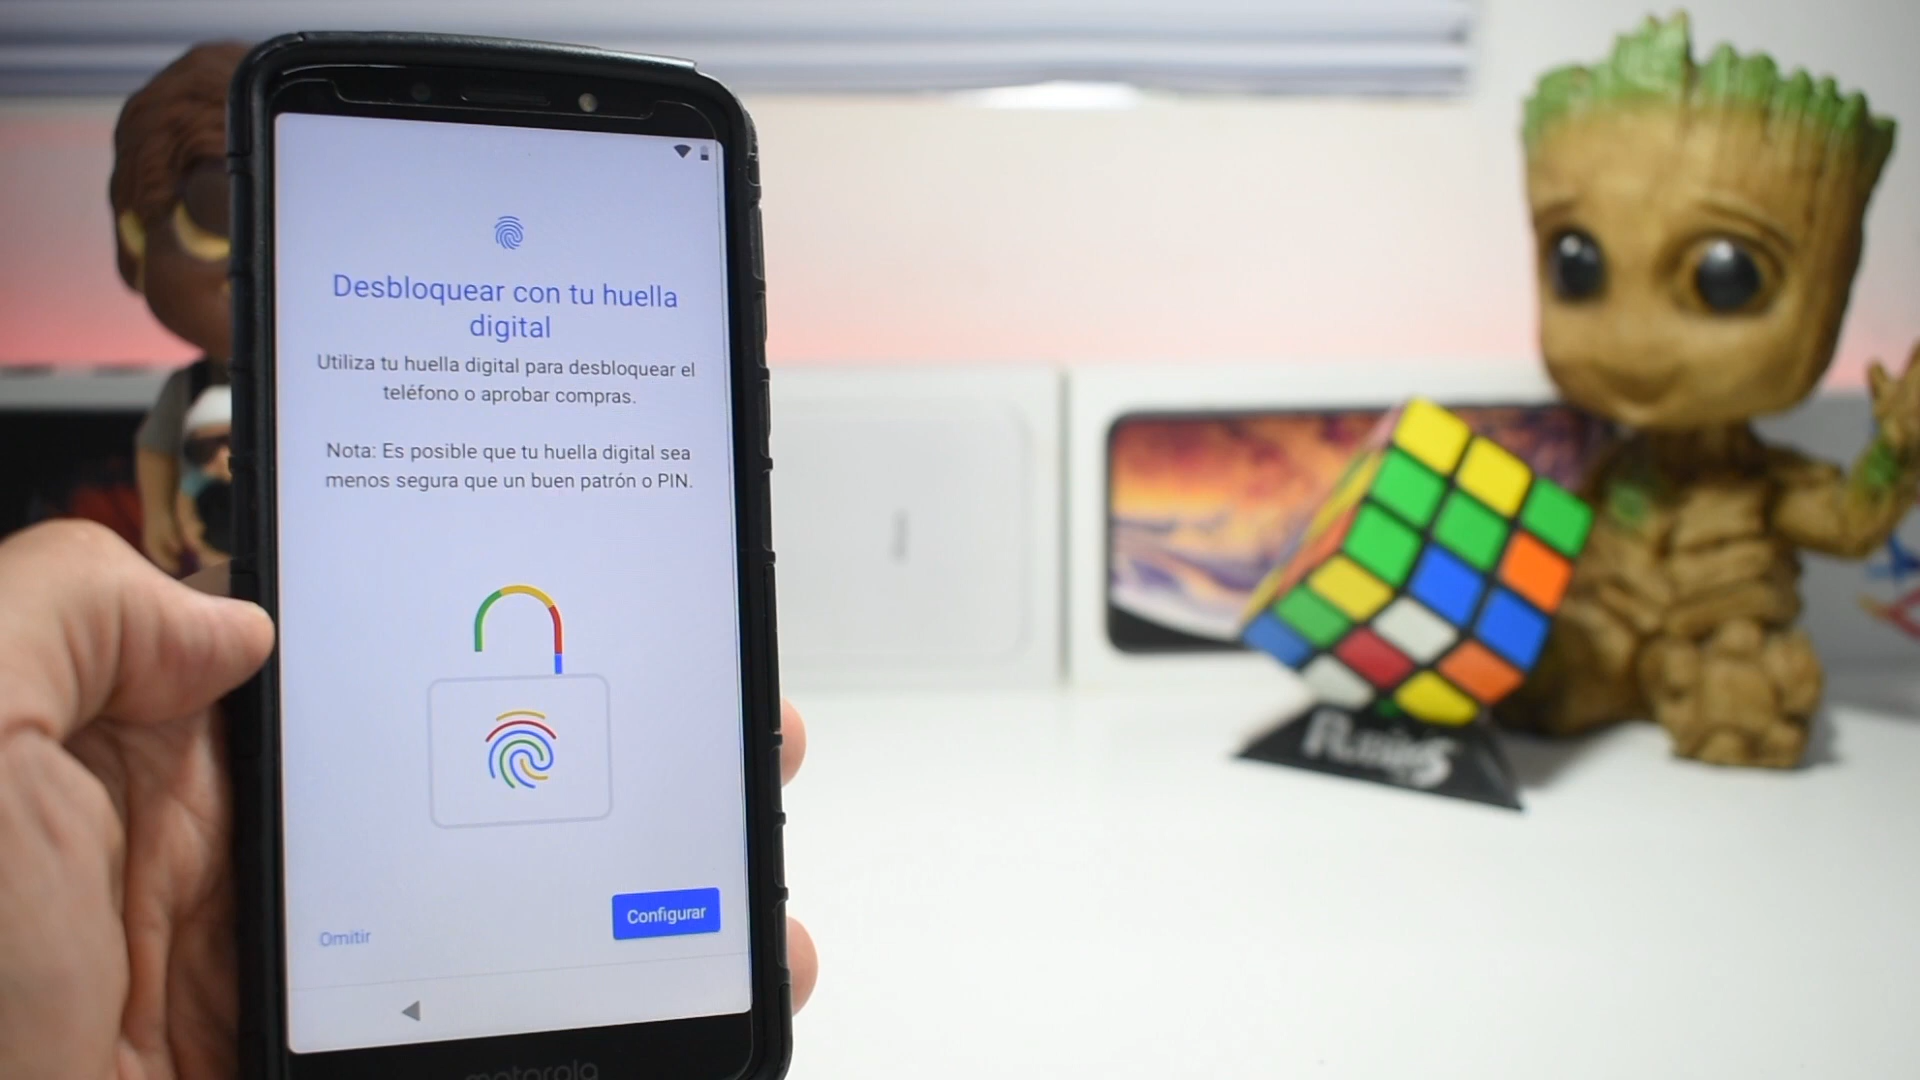 Desbloquear con tu huella
digital
Utiliza tu huella digital para desbloquear el
teléfono o aprobar compras.
Nota: Es posible que tu huella digital sea
menos segura que un buen patrón o PIN.
Omitir
Configurar
motorola